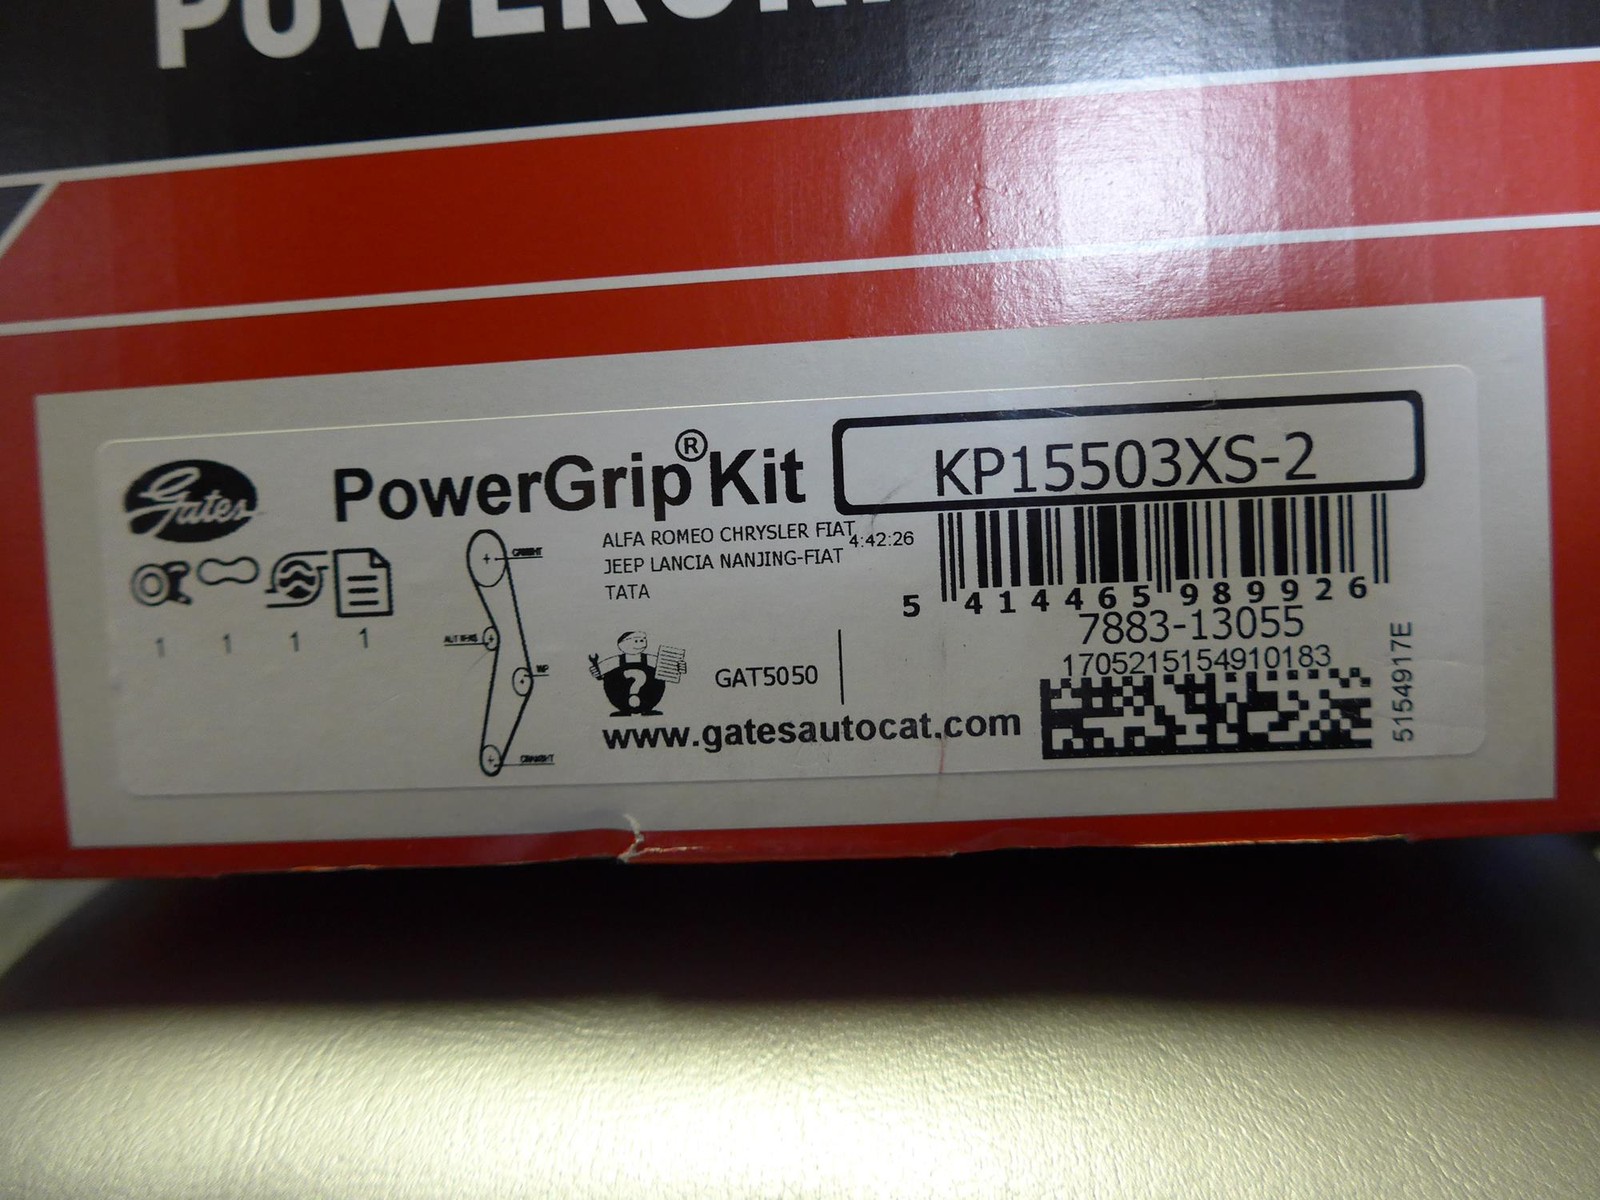 POWERGRI
Gates
PowerGrip® Kit
KP15503XS-2
ALFA ROMEO CHRYSLER FIAT
JEEP LANCIA NANJING-FIAT
TATA
4:42:26
5 414465 989926
7883-13055
1705215154910183
5154917E
1 1 1 1
WP
?
GAT5050
www.gatesautocat.com